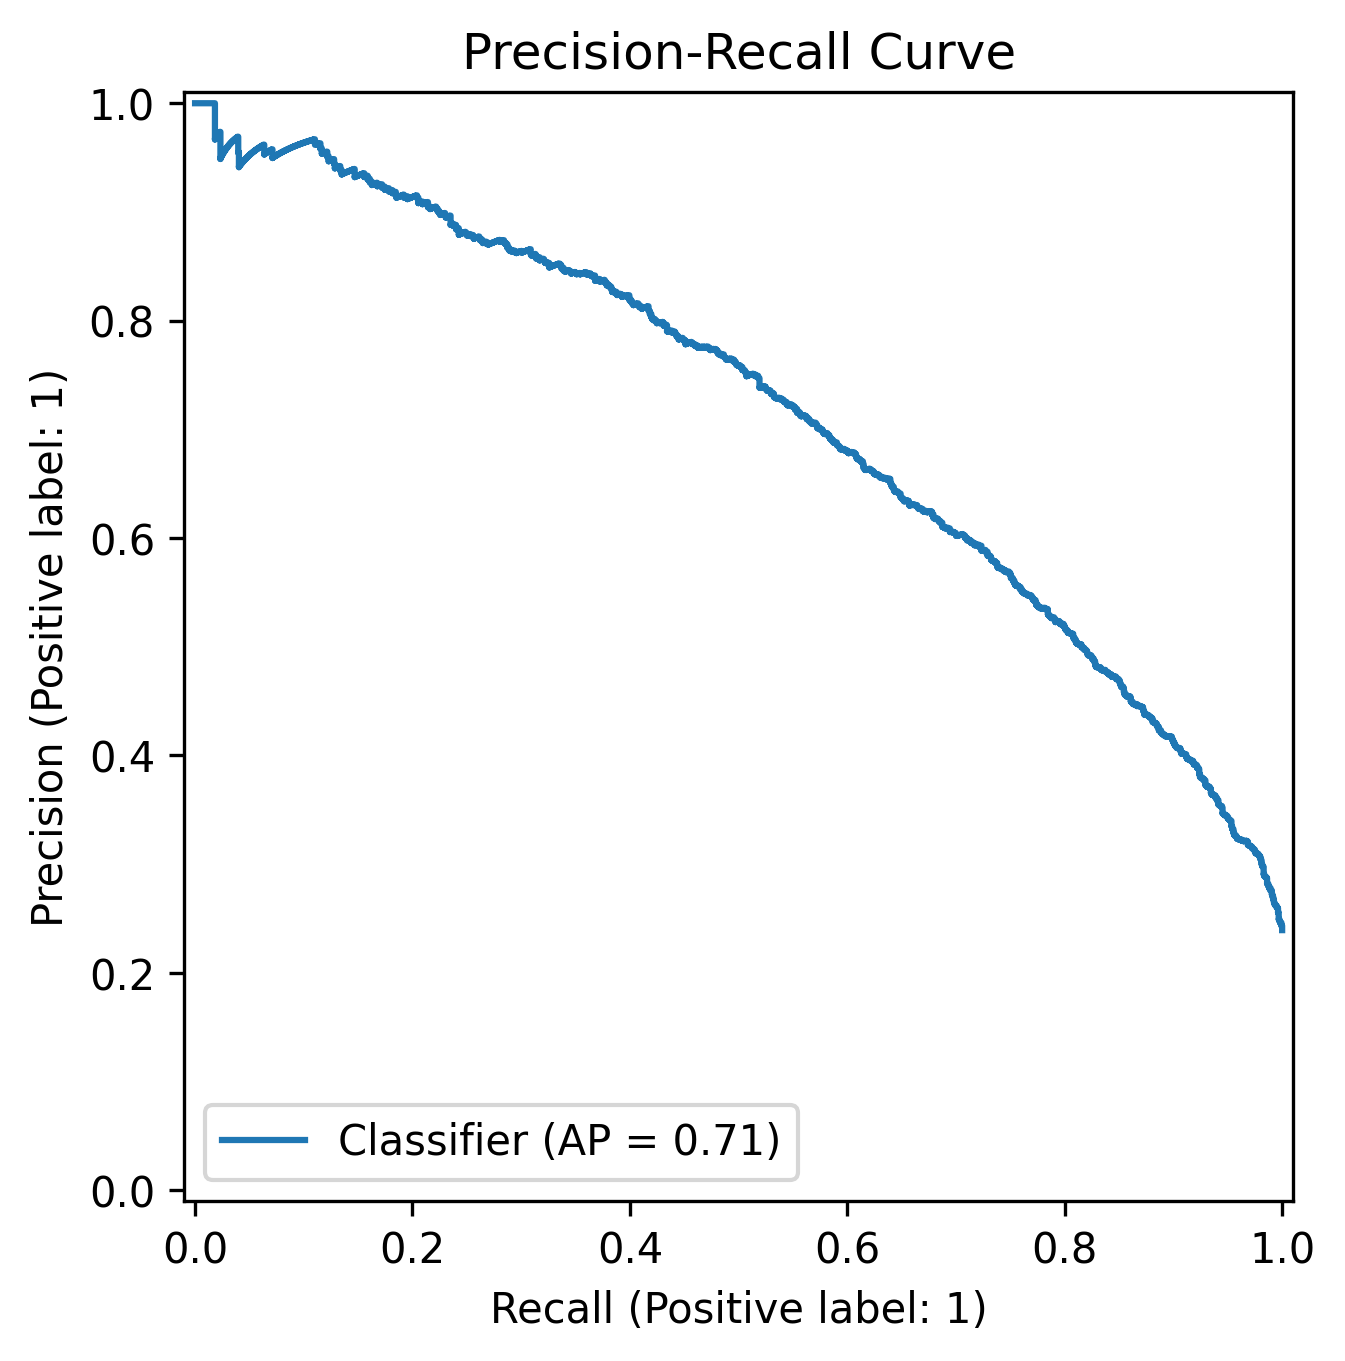 Precision-Recall Curve
1.0
0.8
0.6
0.4
0.2
0.0
Precision (Positive label: 1)
Classifier (AP = 0.71)
0.0 0.2 0.4 0.6 0.8 1.0
Recall (Positive label: 1)